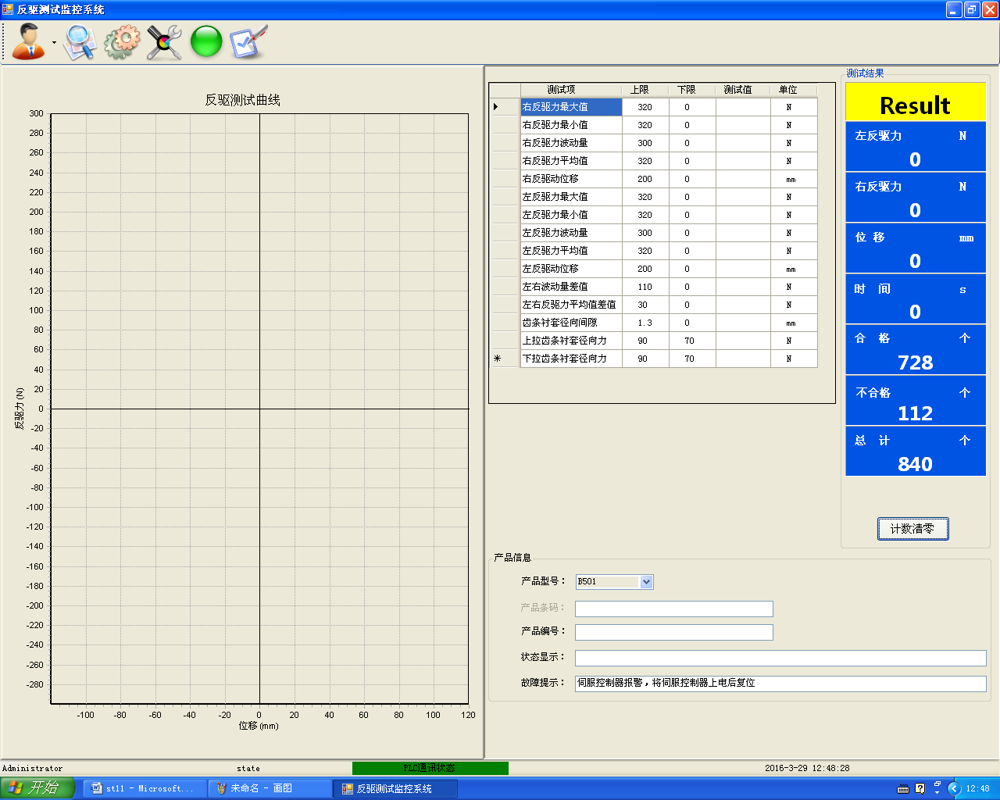 反驱测试监控系统
反驱测试曲线
300
280
260
240
220
200
180
160
140
120
100
80
60
40
20
0
-20
-40
-60
-80
-100
-120
-140
-160
-180
-200
-220
-240
-260
-280
反驱力(N)
-100 -80 -60 -40 -20 0 20 40 60 80 100 120
位移(mm)
测试项 上限 下限 测试值 单位
右反驱力最大值 320 0 N
右反驱力最小值 320 0 N
右反驱力波动量 300 0 N
右反驱力平均值 320 0 N
右反驱动位移 200 0 mm
左反驱力最大值 320 0 N
左反驱力最小值 320 0 N
左反驱力波动量 300 0 N
左反驱力平均值 320 0 N
左反驱动位移 200 0 mm
左右波动量差值 110 0 N
左右反驱力平均值差值 30 0 N
齿条衬套径向间隙 1.3 0 mm
上拉齿条衬套径向力 90 70 N
下拉齿条衬套径向力 90 70 N
测试结果
Result
左反驱力 N
0
右反驱力 N
0
位 移 mm
0
时 间 s
0
合 格 个
728
不合格 个
112
总 计 个
840
计数清零
产品信息
产品型号： B501
产品条码：
产品编号：
状态显示：
故障提示： 伺服控制器报警，将伺服控制器上电后复位
Administrator state PLC通讯状态 2016-3-29 12:48:28
开始 st11 - Microsoft... 未命名 - 画图 反驱测试监控系统 12:48